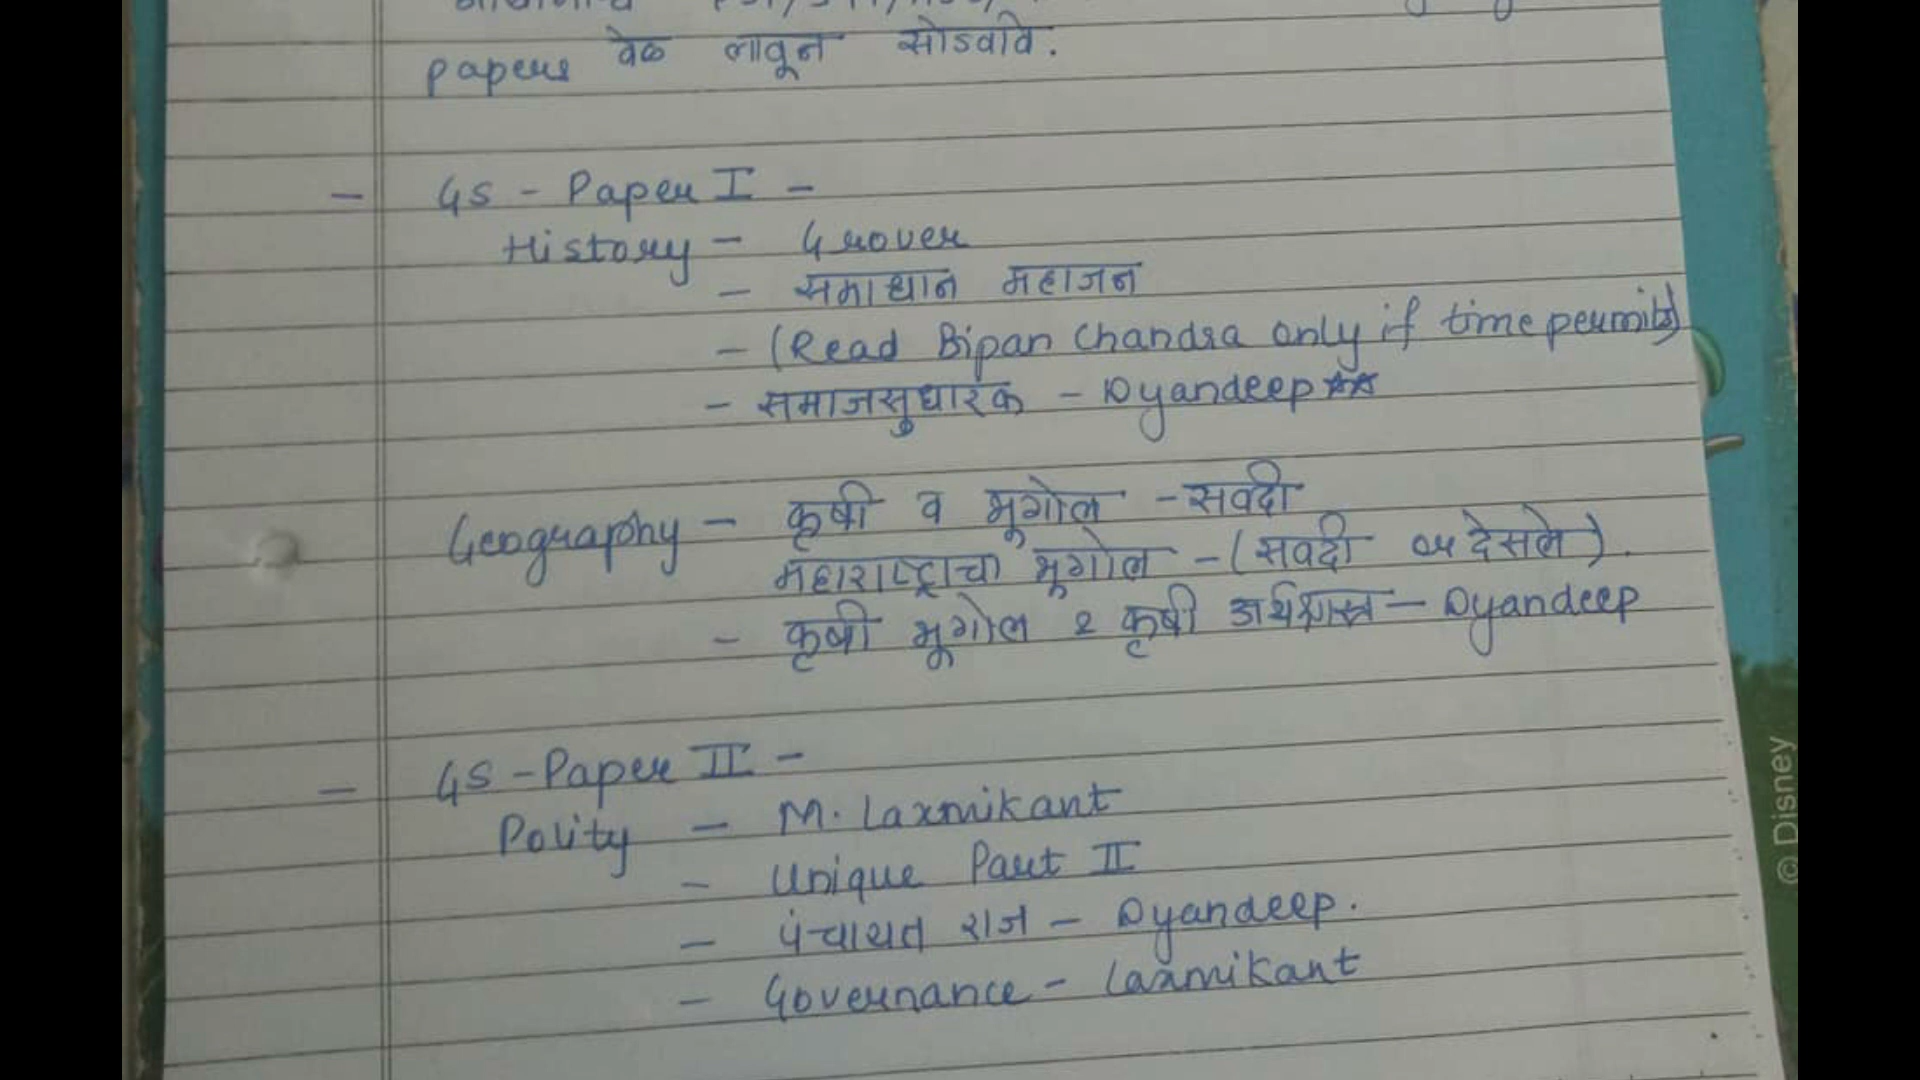 papers वेळ लावून सोडवावे.
- GS - Paper I -
History - Grover
- समाधान महाजन
- (Read Bipan Chandra only if time permits)
- समाजसुधारक - Dyandeep **
Geography - कृषी व भूगोल - सवदी
महाराष्ट्राचा भूगोल - (सवदी or देसले).
- कृषी भूगोल २ कृषी अर्थशास्त्र - Dyandeep
- GS - Paper II -
Polity - M. Laxmikant
- Unique Part II
- पंचायत राज - Dyandeep.
- Governance - Laxmikant
© Disney